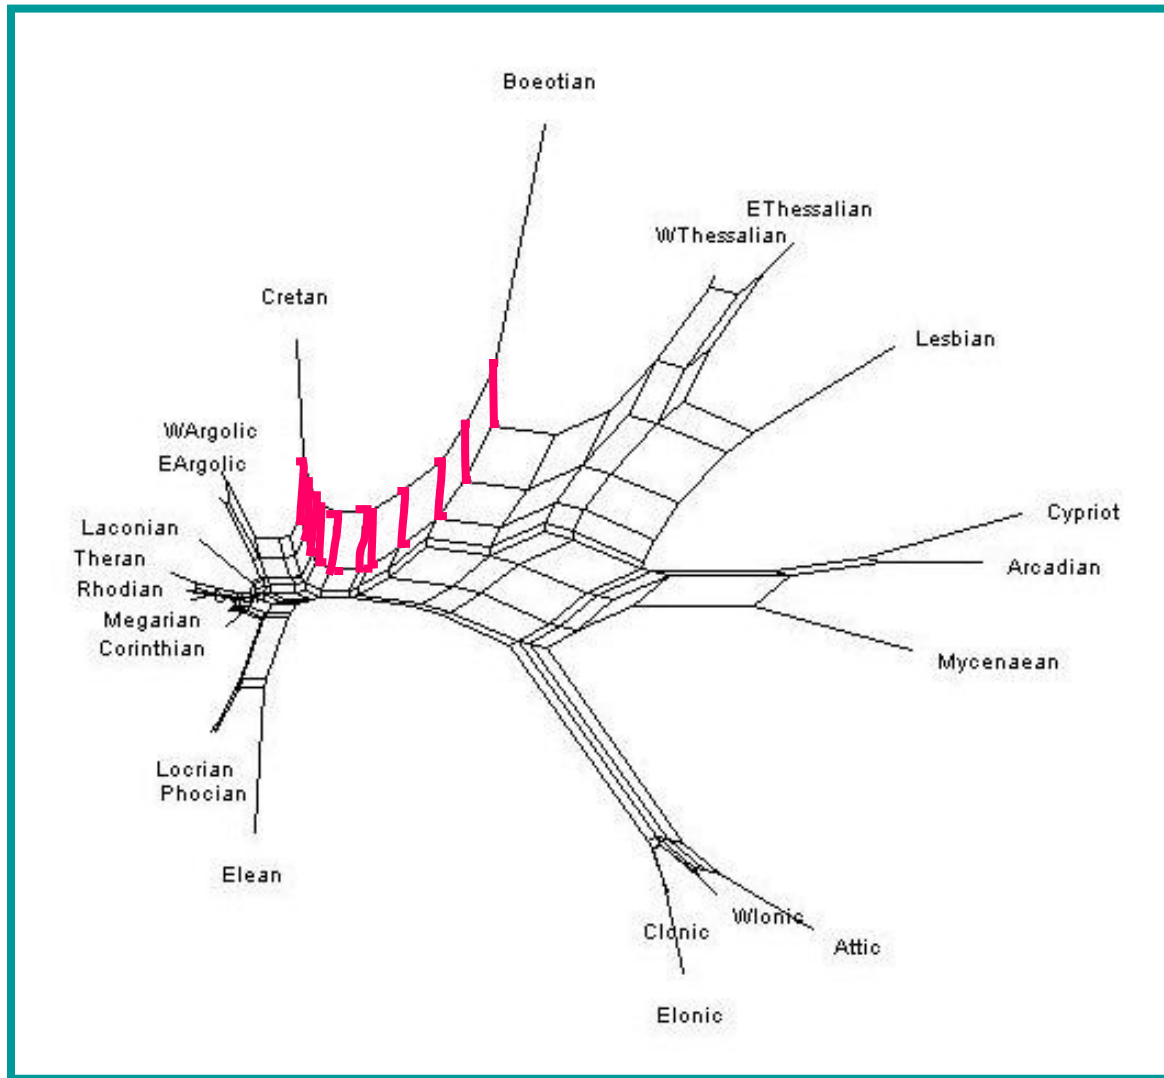 Boeotian
EThessalian
WThessalian
Cretan
Lesbian
WArgolic
EArgolic
Cypriot
Laconian
Theran
Arcadian
Rhodian
Megarian
Corinthian
Mycenaean
Locrian
Phocian
Elean
WIonic
CIonic
Attic
EIonic